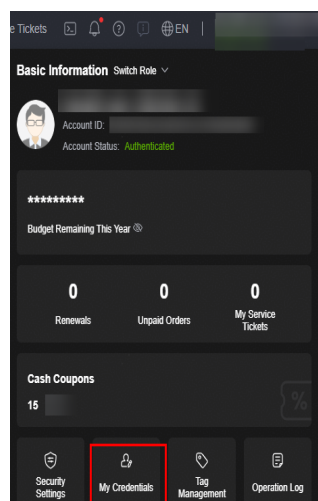 e Tickets EN
Basic Information Switch Role
Account ID:
Account Status: Authenticated
*********
Budget Remaining This Year
0 0 0
Renewals Unpaid Orders My Service Tickets
Cash Coupons
15
Security Settings My Credentials Tag Management Operation Log